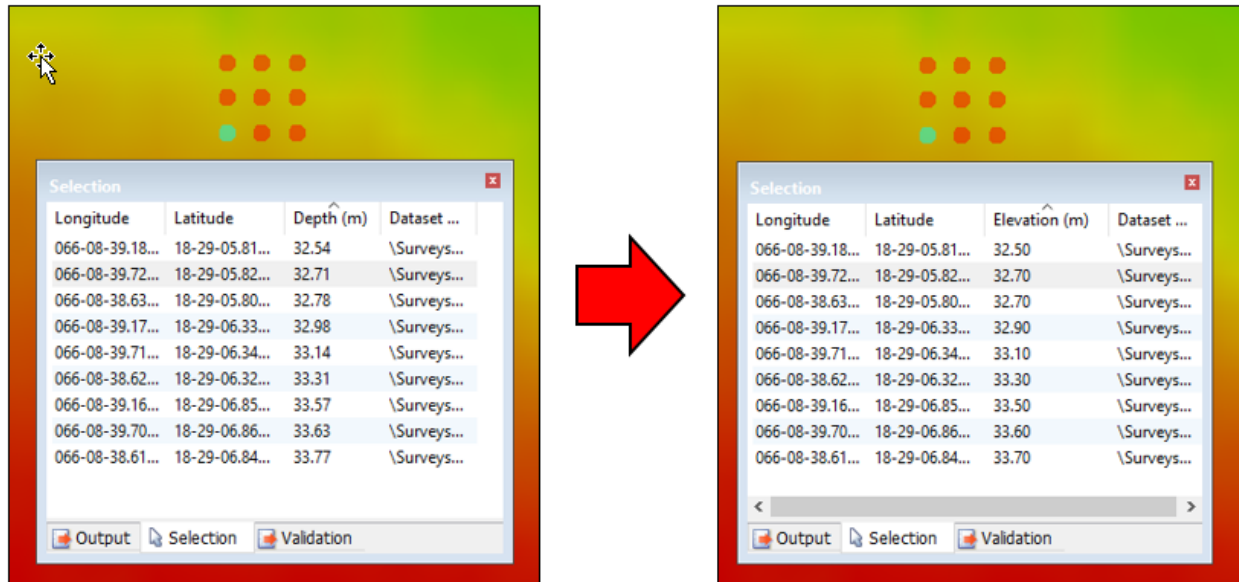 Selection
Longitude Latitude Depth (m) Dataset ...
066-08-39.18... 18-29-05.81... 32.54 \Surveys...
066-08-39.72... 18-29-05.82... 32.71 \Surveys...
066-08-38.63... 18-29-05.80... 32.78 \Surveys...
066-08-39.17... 18-29-06.33... 32.98 \Surveys...
066-08-39.71... 18-29-06.34... 33.14 \Surveys...
066-08-38.62... 18-29-06.32... 33.31 \Surveys...
066-08-39.16... 18-29-06.85... 33.57 \Surveys...
066-08-39.70... 18-29-06.86... 33.63 \Surveys...
066-08-38.61... 18-29-06.84... 33.77 \Surveys...
Output Selection Validation
Selection
Longitude Latitude Elevation (m) Dataset ...
066-08-39.18... 18-29-05.81... 32.50 \Surveys...
066-08-39.72... 18-29-05.82... 32.70 \Surveys...
066-08-38.63... 18-29-05.80... 32.70 \Surveys...
066-08-39.17... 18-29-06.33... 32.90 \Surveys...
066-08-39.71... 18-29-06.34... 33.10 \Surveys...
066-08-38.62... 18-29-06.32... 33.30 \Surveys...
066-08-39.16... 18-29-06.85... 33.50 \Surveys...
066-08-39.70... 18-29-06.86... 33.60 \Surveys...
066-08-38.61... 18-29-06.84... 33.70 \Surveys...
Output Selection Validation